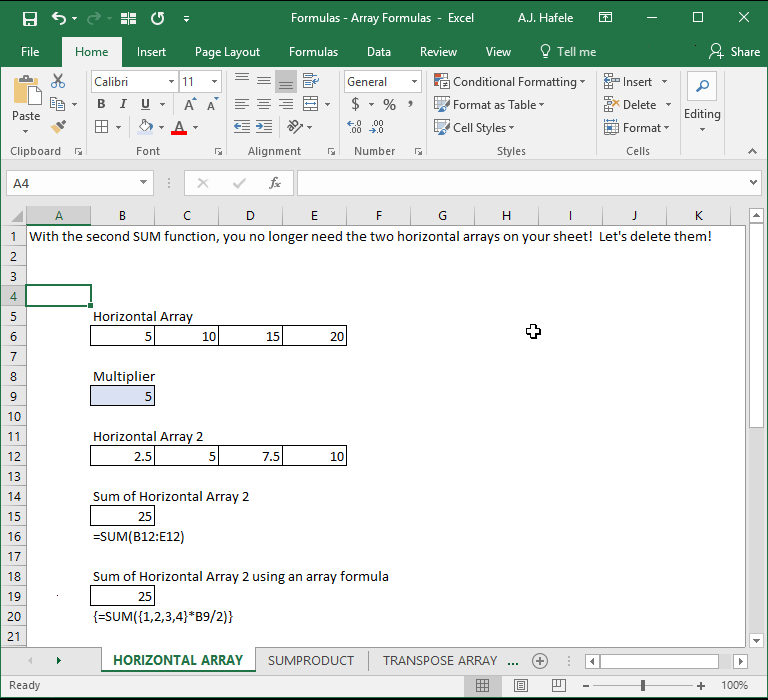 Formulas - Array Formulas - Excel
A.J. Hafele
File Home Insert Page Layout Formulas Data Review View Tell me Share
Paste
Calibri 11
B I U
A A
A
General
$ % ,
Conditional Formatting
Format as Table
Cell Styles
Insert
Delete
Format
Editing
Clipboard Font Alignment Number Styles Cells
A4 fx
A B C D E F G H I J K
1 With the second SUM function, you no longer need the two horizontal arrays on your sheet! Let's delete them!
2
3
4
5 Horizontal Array
6 5 10 15 20
7
8 Multiplier
9 5
10
11 Horizontal Array 2
12 2.5 5 7.5 10
13
14 Sum of Horizontal Array 2
15 25
16 =SUM(B12:E12)
17
18 Sum of Horizontal Array 2 using an array formula
19 25
20 {=SUM({1,2,3,4}*B9/2)}
21
HORIZONTAL ARRAY SUMPRODUCT TRANSPOSE ARRAY ...
Ready 100%